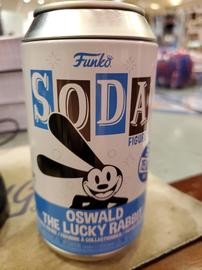 Funko
SODA
FIGURE
OSWALD
THE LUCKY RABBIT